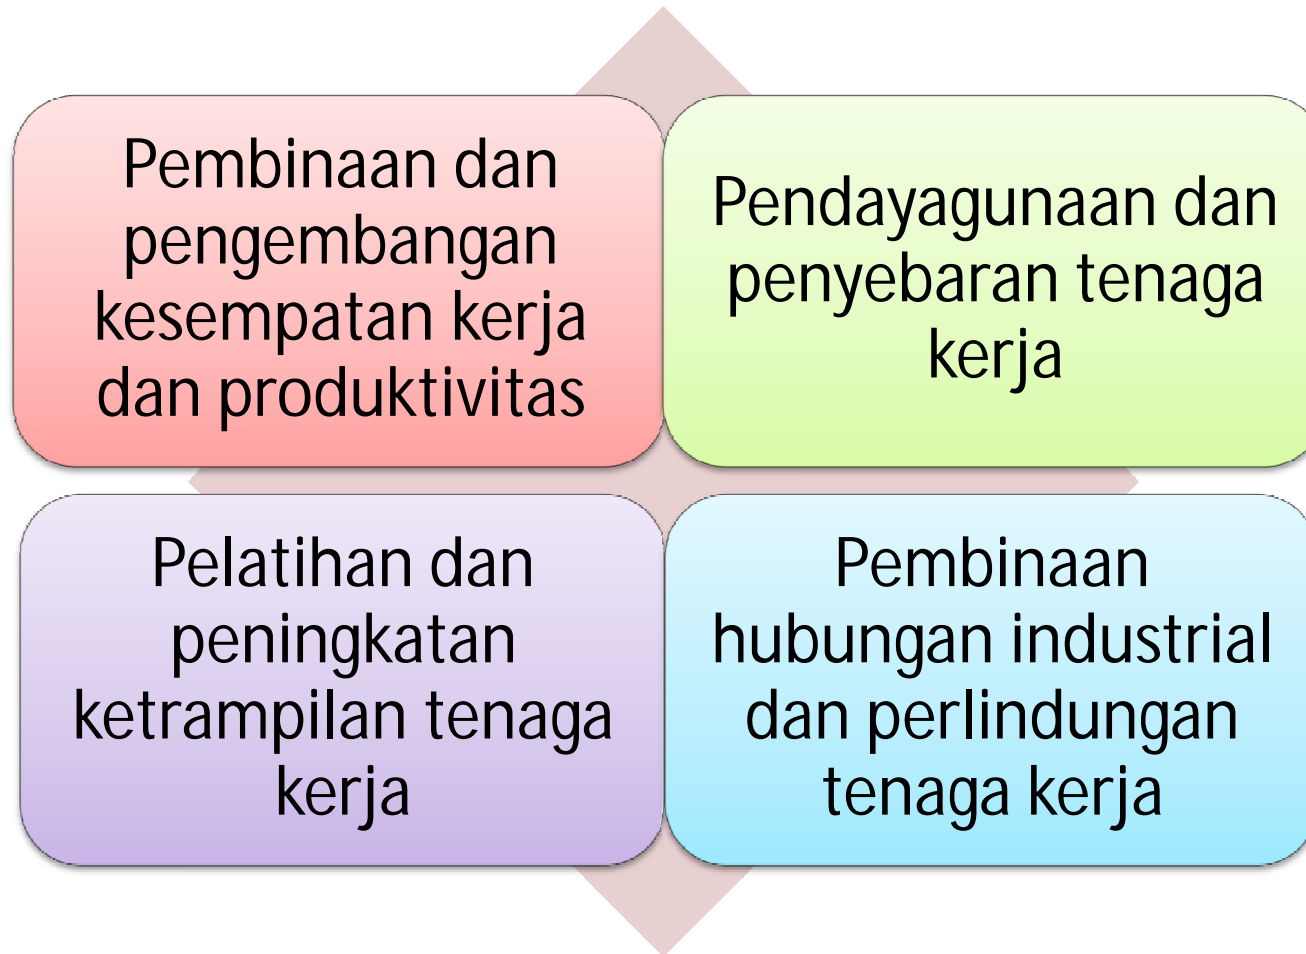 Pembinaan dan
pengembangan
kesempatan kerja
dan produktivitas
Pendayagunaan dan
penyebaran tenaga
kerja
Pelatihan dan
peningkatan
ketrampilan tenaga
kerja
Pembinaan
hubungan industrial
dan perlindungan
tenaga kerja